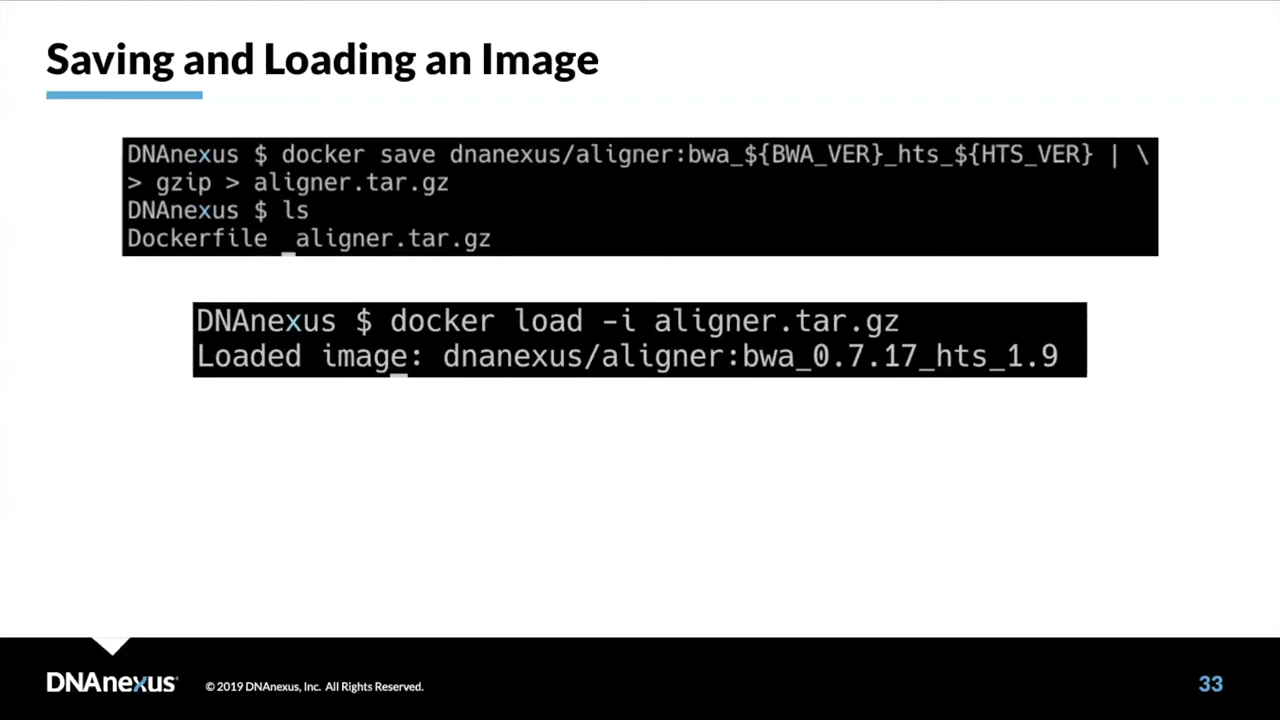 Saving and Loading an Image
DNAnexus $ docker save dnanexus/aligner:bwa_${BWA_VER}_hts_${HTS_VER} | \
> gzip > aligner.tar.gz
DNAnexus $ ls
Dockerfile  aligner.tar.gz
DNAnexus $ docker load -i aligner.tar.gz
Loaded image: dnanexus/aligner:bwa_0.7.17_hts_1.9
DNAnexus
© 2019 DNAnexus, Inc. All Rights Reserved.
33